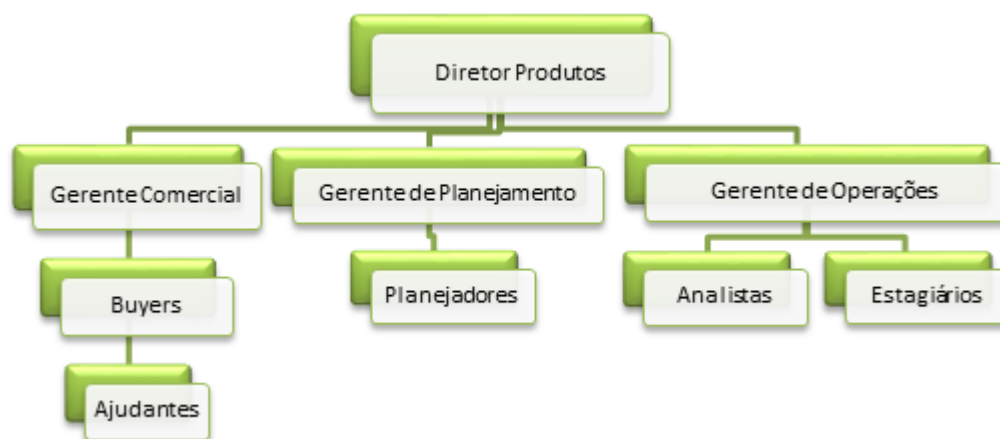 Diretor Produtos
Gerente Comercial
Gerente de Planejamento
Gerente de Operações
Buyers
Planejadores
Analistas
Estagiários
Ajudantes